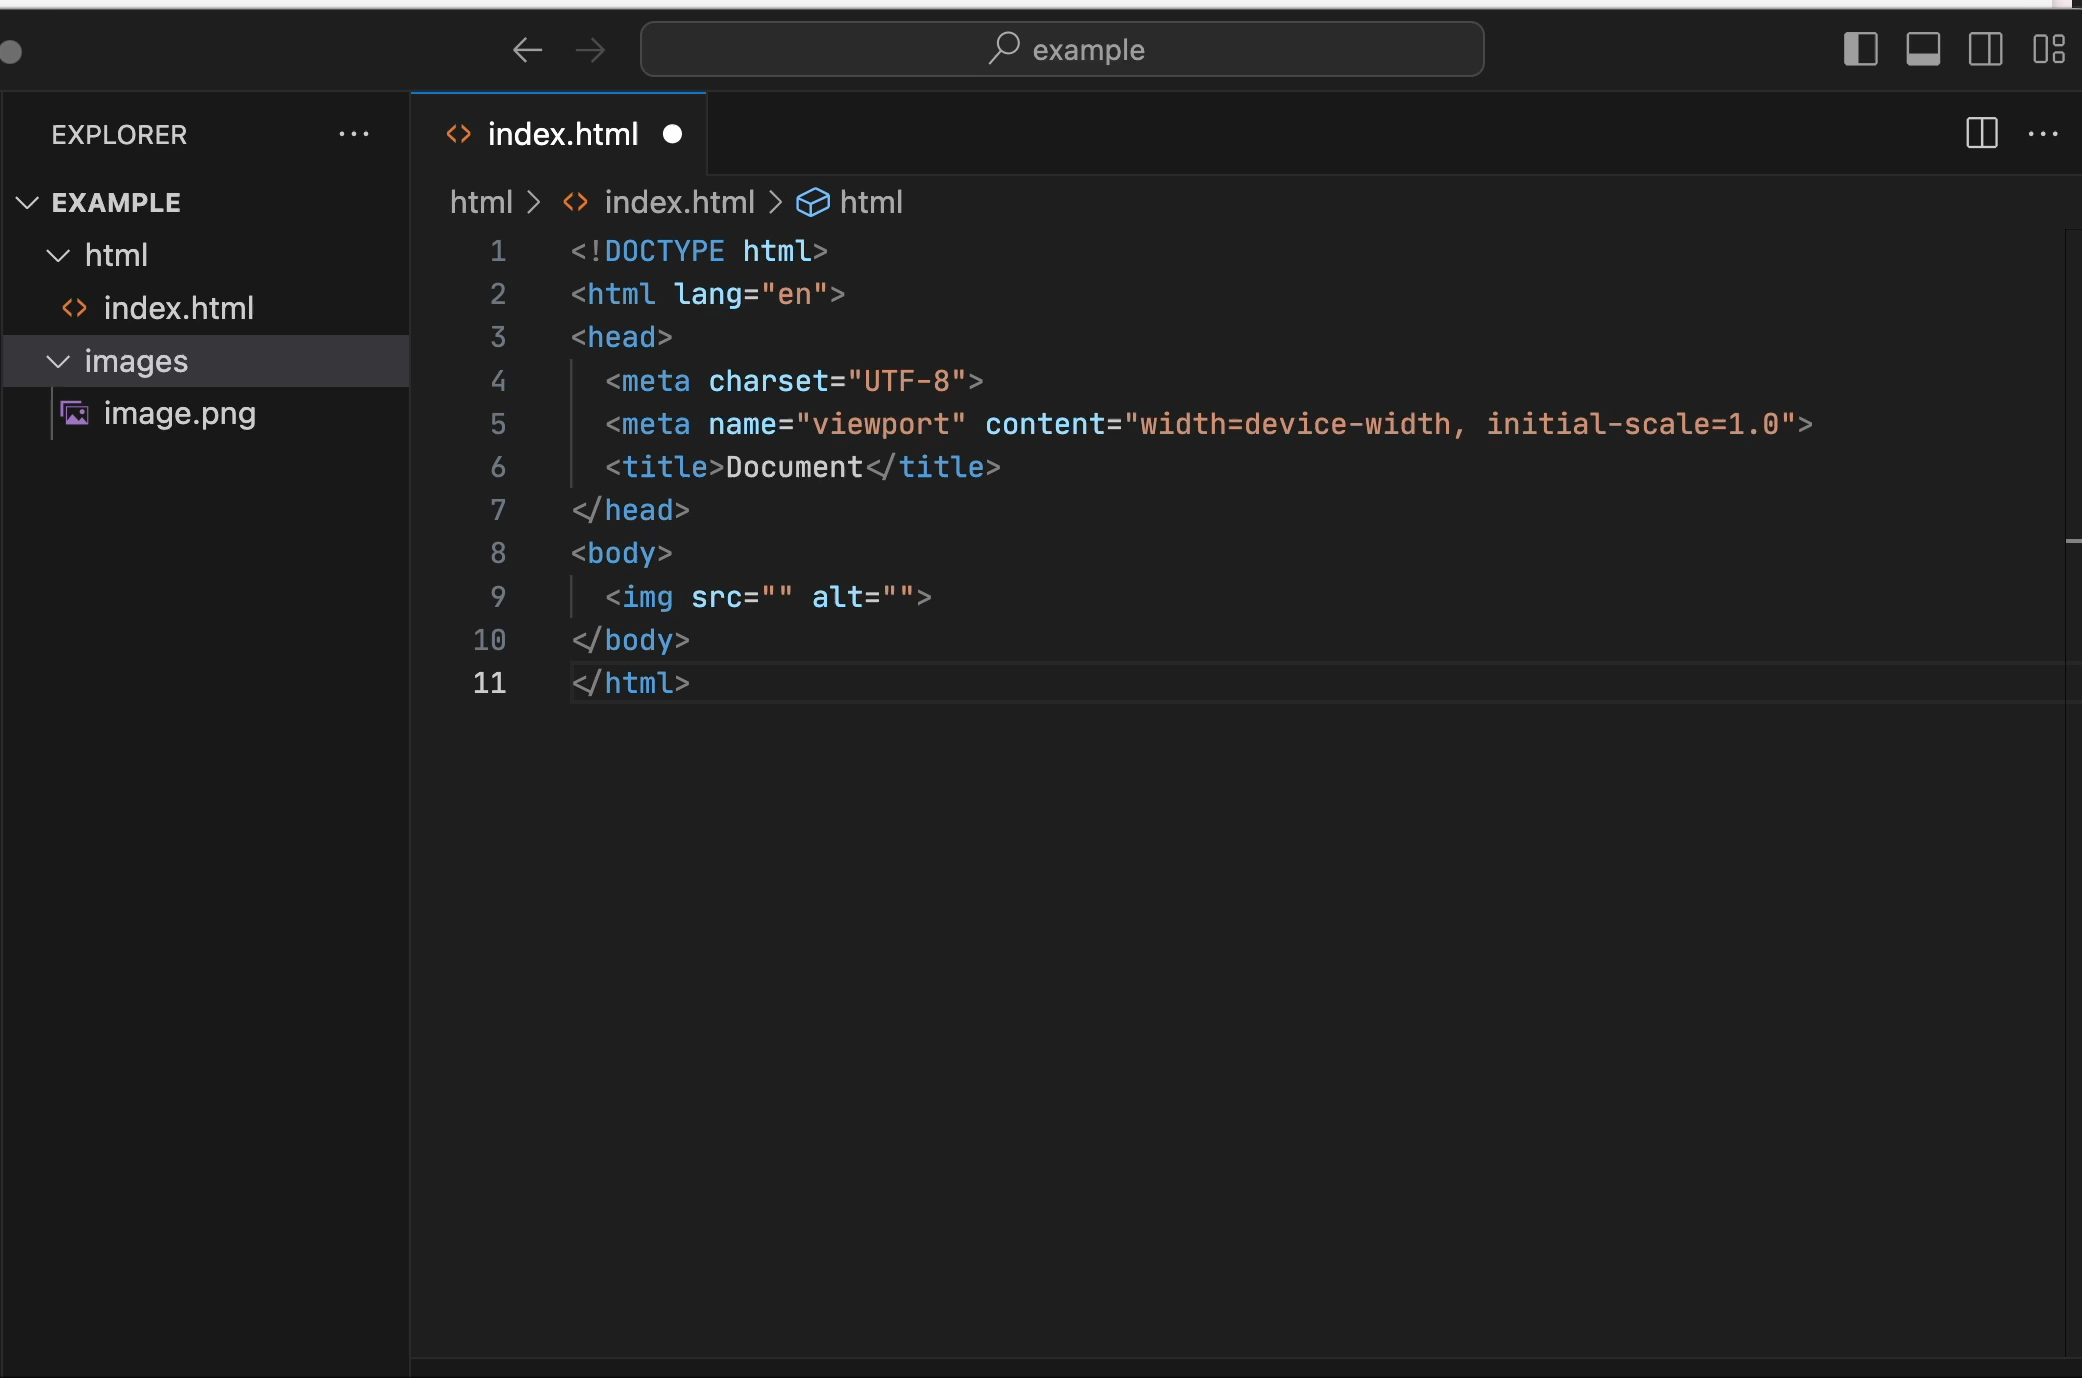 example
EXPLORER ...
EXAMPLE
html
index.html
images
image.png
index.html
html > index.html > html
1 <!DOCTYPE html>
2 <html lang="en">
3 <head>
4 <meta charset="UTF-8">
5 <meta name="viewport" content="width=device-width, initial-scale=1.0">
6 <title>Document</title>
7 </head>
8 <body>
9 <img src="" alt="">
10 </body>
11 </html>